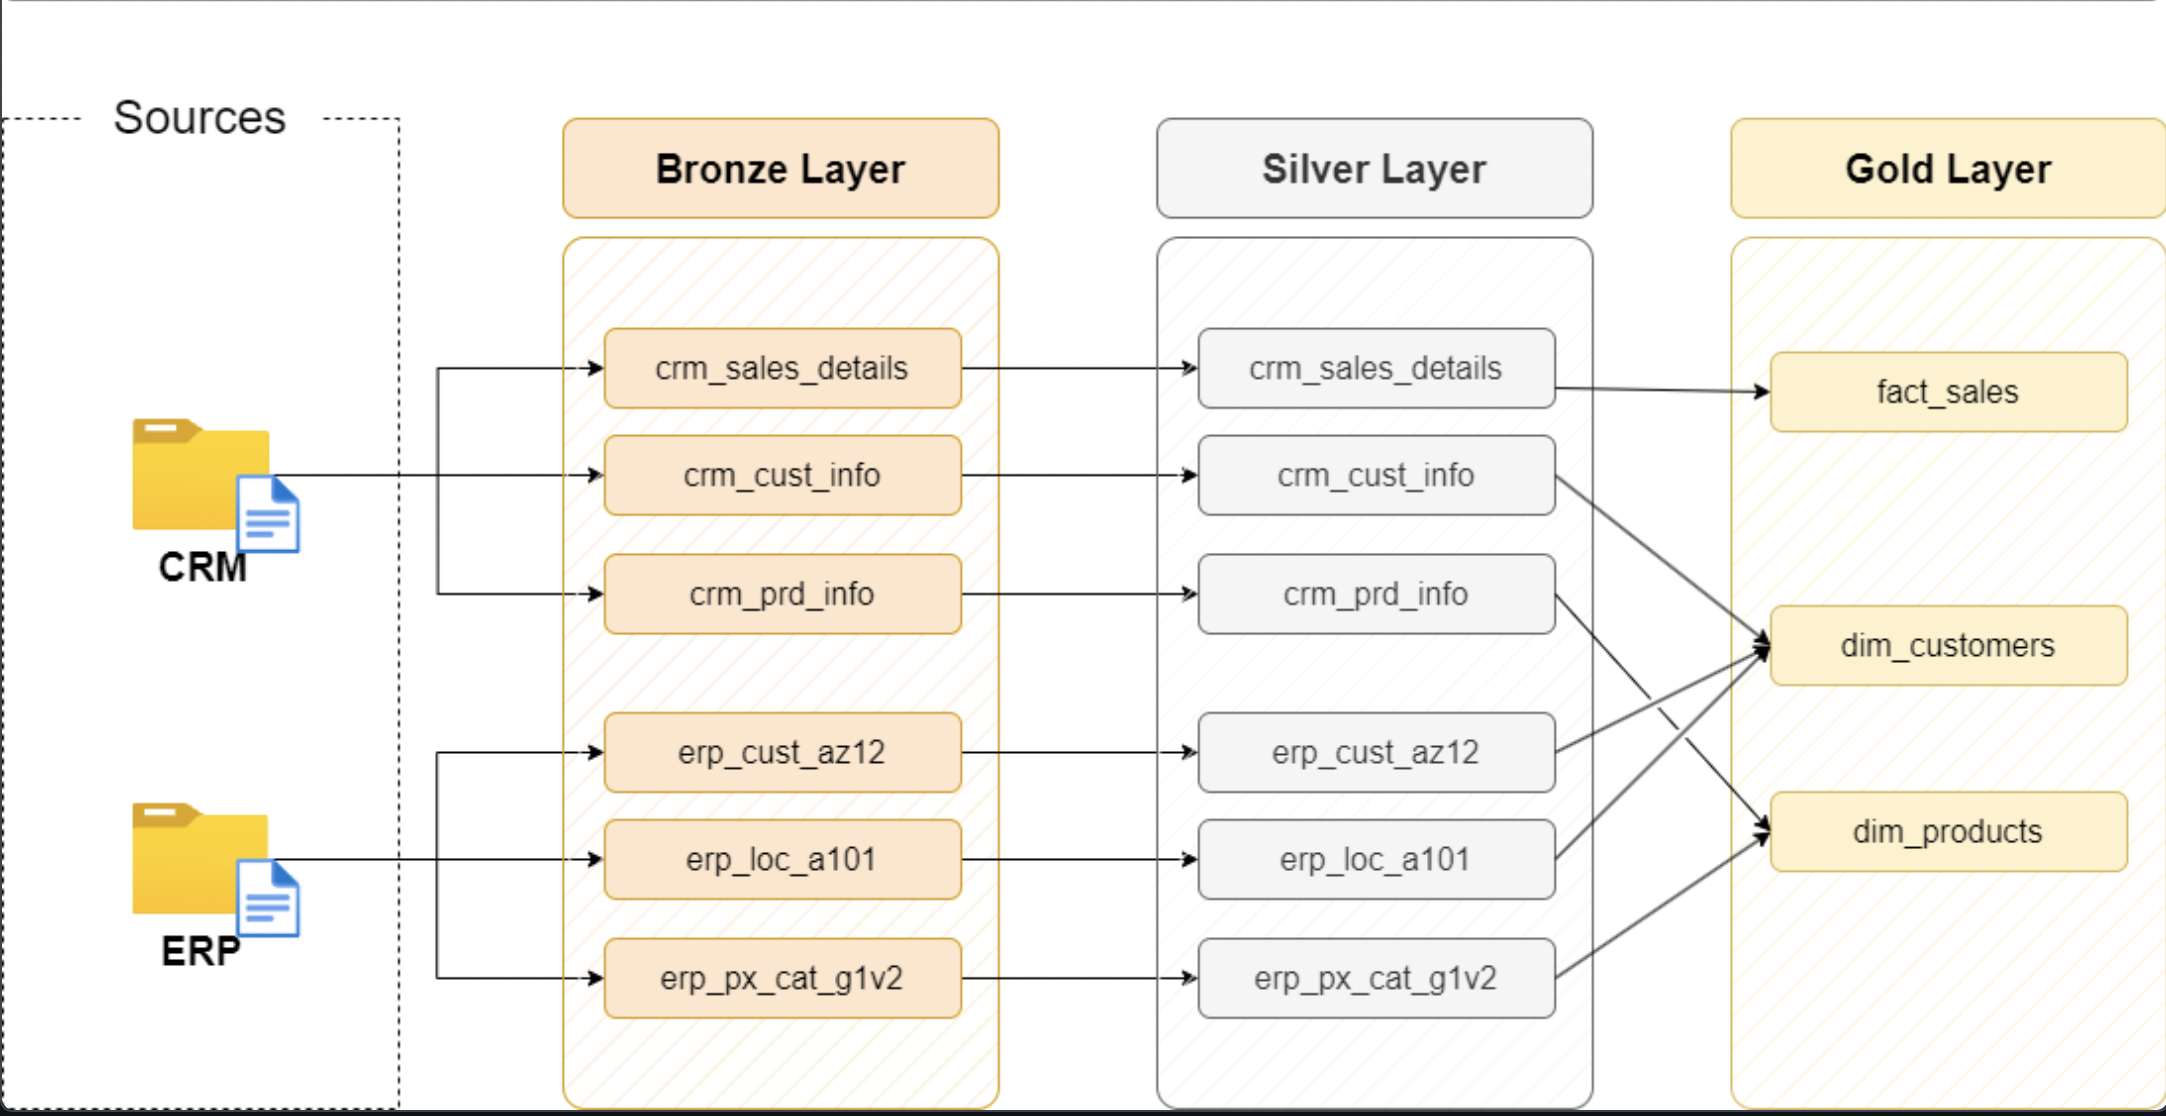 Sources
Bronze Layer
Silver Layer
Gold Layer
CRM
ERP
crm_sales_details
crm_cust_info
crm_prd_info
erp_cust_az12
erp_loc_a101
erp_px_cat_g1v2
crm_sales_details
crm_cust_info
crm_prd_info
erp_cust_az12
erp_loc_a101
erp_px_cat_g1v2
fact_sales
dim_customers
dim_products